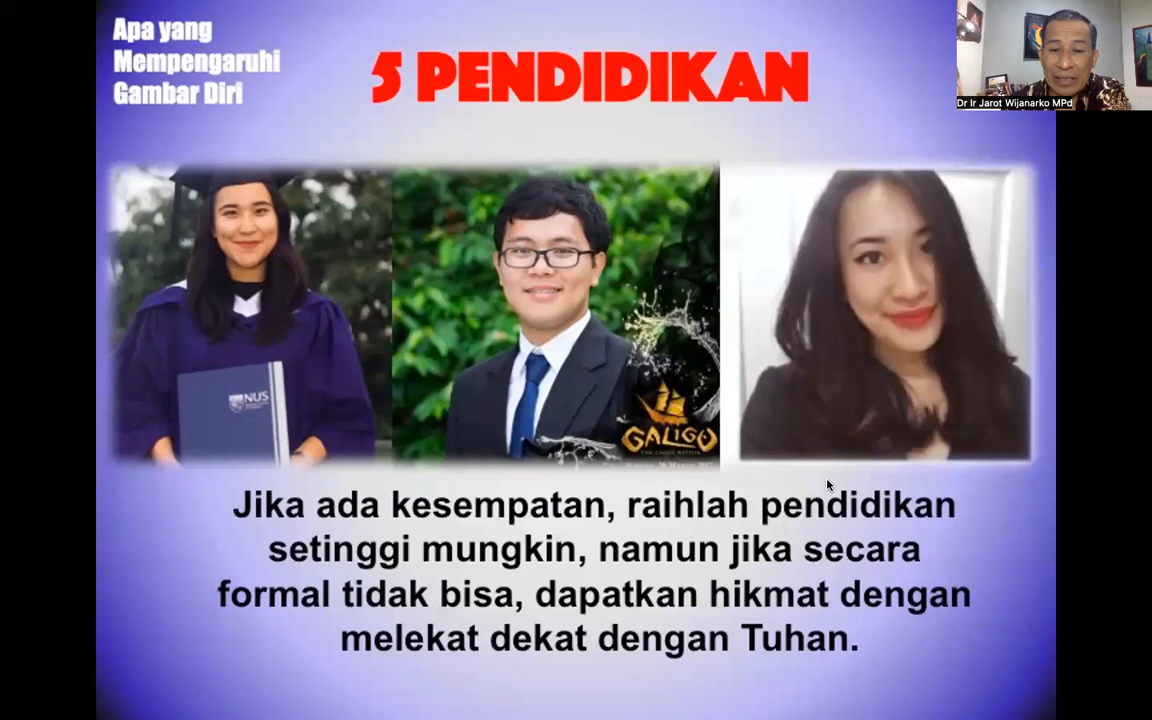 Apa yang
Mempengaruhi
Gambar Diri
5 PENDIDIKAN
Dr Ir Jarot Wijanarko MPd
NUS
GALIGO
Jika ada kesempatan, raihlah pendidikan
setinggi mungkin, namun jika secara
formal tidak bisa, dapatkan hikmat dengan
melekat dekat dengan Tuhan.